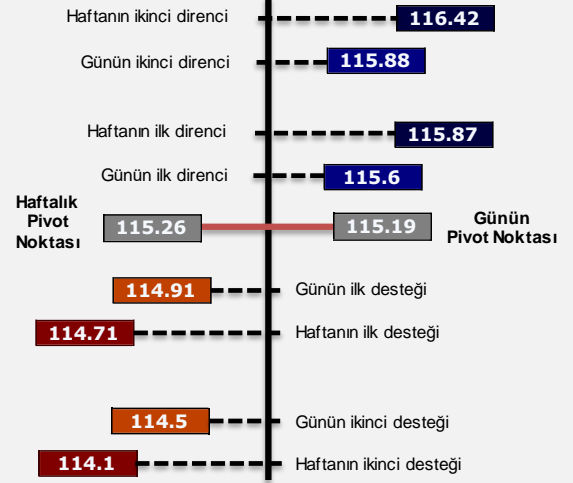 Haftanın ikinci direnci 116.42
Günün ikinci direnci 115.88
Haftanın ilk direnci 115.87
Günün ilk direnci 115.6
Haftalık
Pivot
Noktası
115.26 115.19
Günün
Pivot Noktası
114.91 Günün ilk desteği
114.71 Haftanın ilk desteği
114.5 Günün ikinci desteği
114.1 Haftanın ikinci desteği